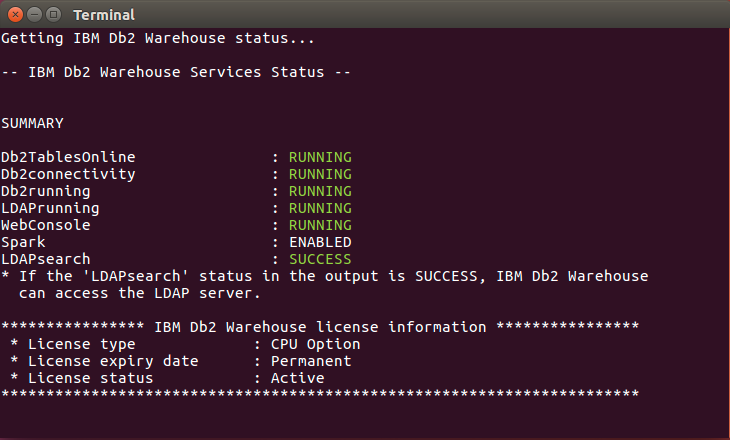 Terminal
Getting IBM Db2 Warehouse status...
-- IBM Db2 Warehouse Services Status --
SUMMARY
Db2TablesOnline : RUNNING
Db2connectivity : RUNNING
Db2running : RUNNING
LDAPrunning : RUNNING
WebConsole : RUNNING
Spark : ENABLED
LDAPsearch : SUCCESS
* If the 'LDAPsearch' status in the output is SUCCESS, IBM Db2 Warehouse
can access the LDAP server.
**************** IBM Db2 Warehouse license information ****************
* License type : CPU Option
* License expiry date : Permanent
* License status : Active
***********************************************************************